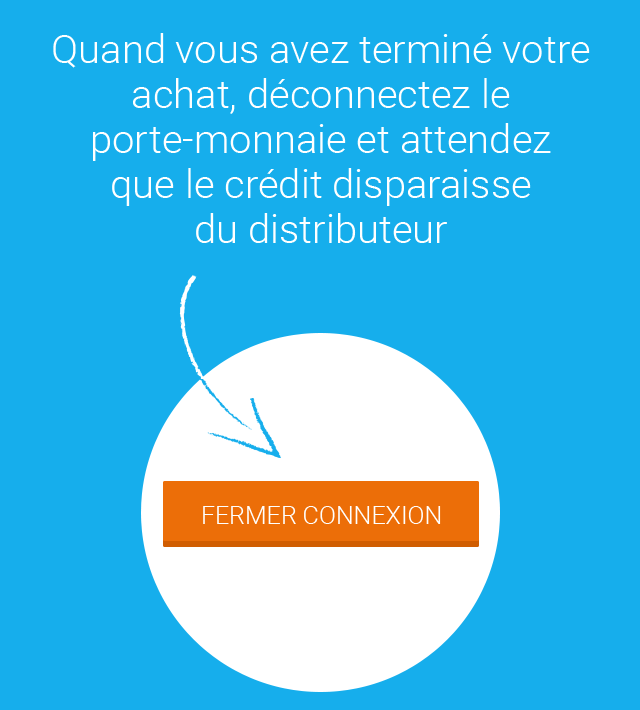 Quand vous avez terminé votre
achat, déconnectez le
porte-monnaie et attendez
que le crédit disparaisse
du distributeur
FERMER CONNEXION